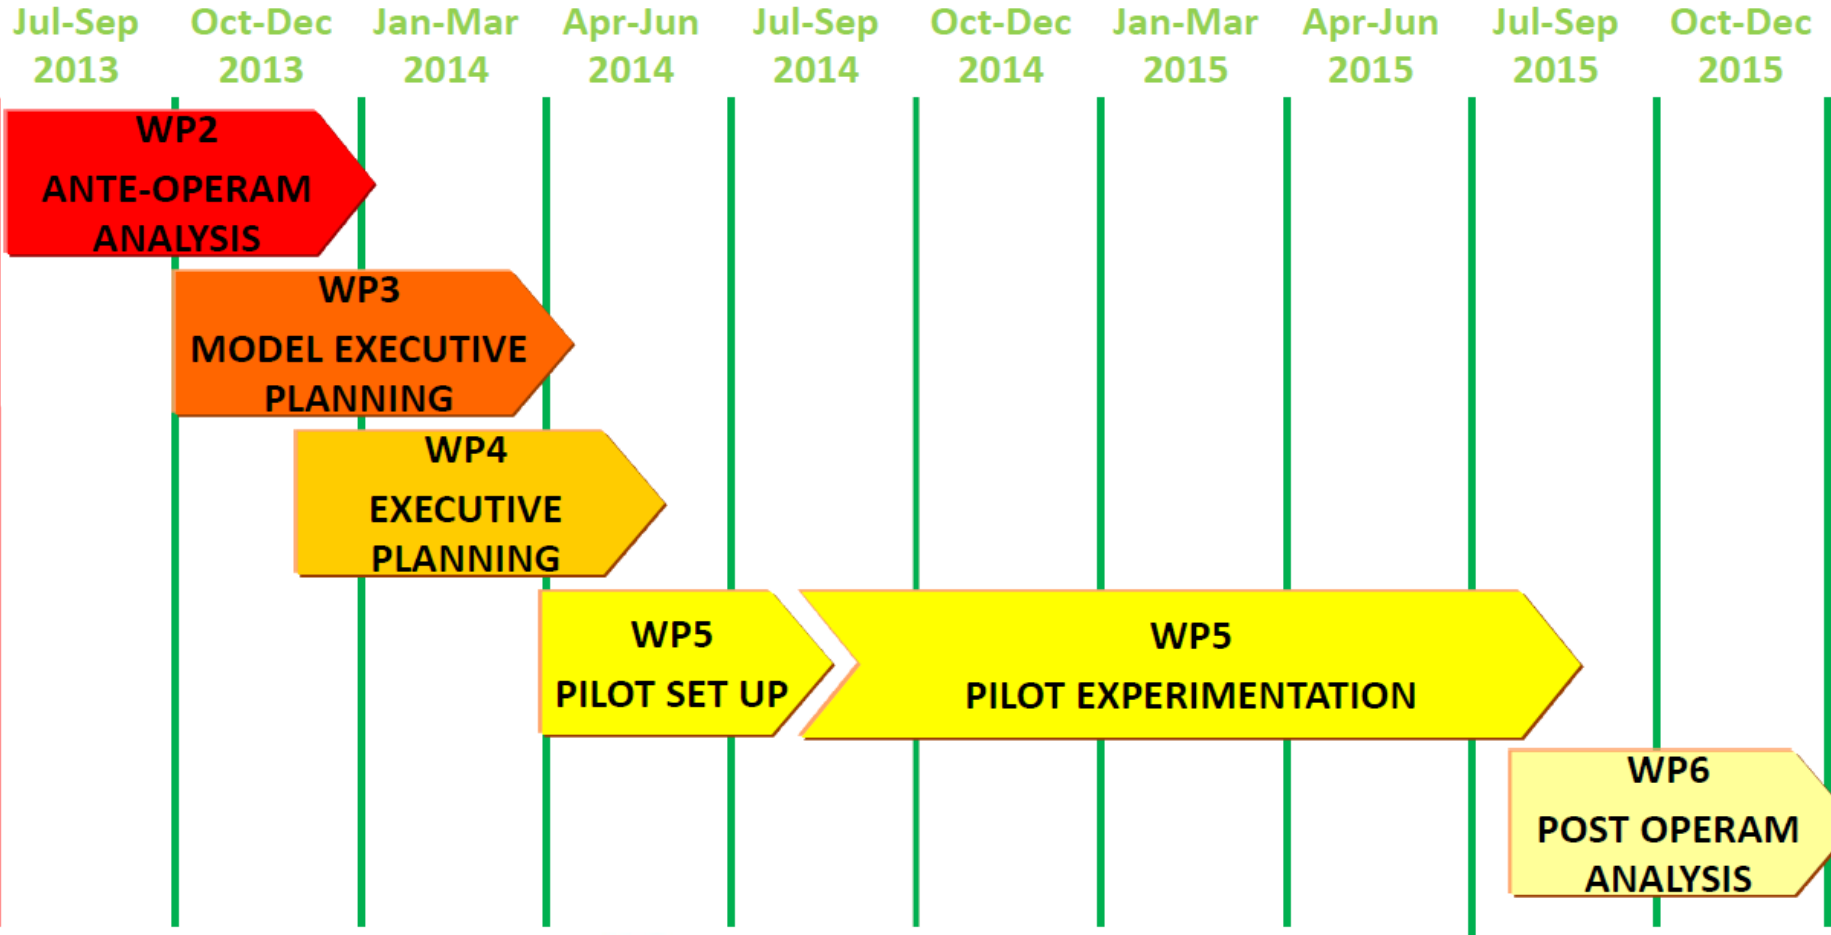 Jul-Sep Oct-Dec Jan-Mar Apr-Jun Jul-Sep Oct-Dec Jan-Mar Apr-Jun Jul-Sep Oct-Dec
2013 2013 2014 2014 2014 2014 2015 2015 2015 2015
WP2
ANTE-OPERAM
ANALYSIS
WP3
MODEL EXECUTIVE
PLANNING
WP4
EXECUTIVE
PLANNING
WP5
PILOT SET UP
WP5
PILOT EXPERIMENTATION
WP6
POST OPERAM
ANALYSIS